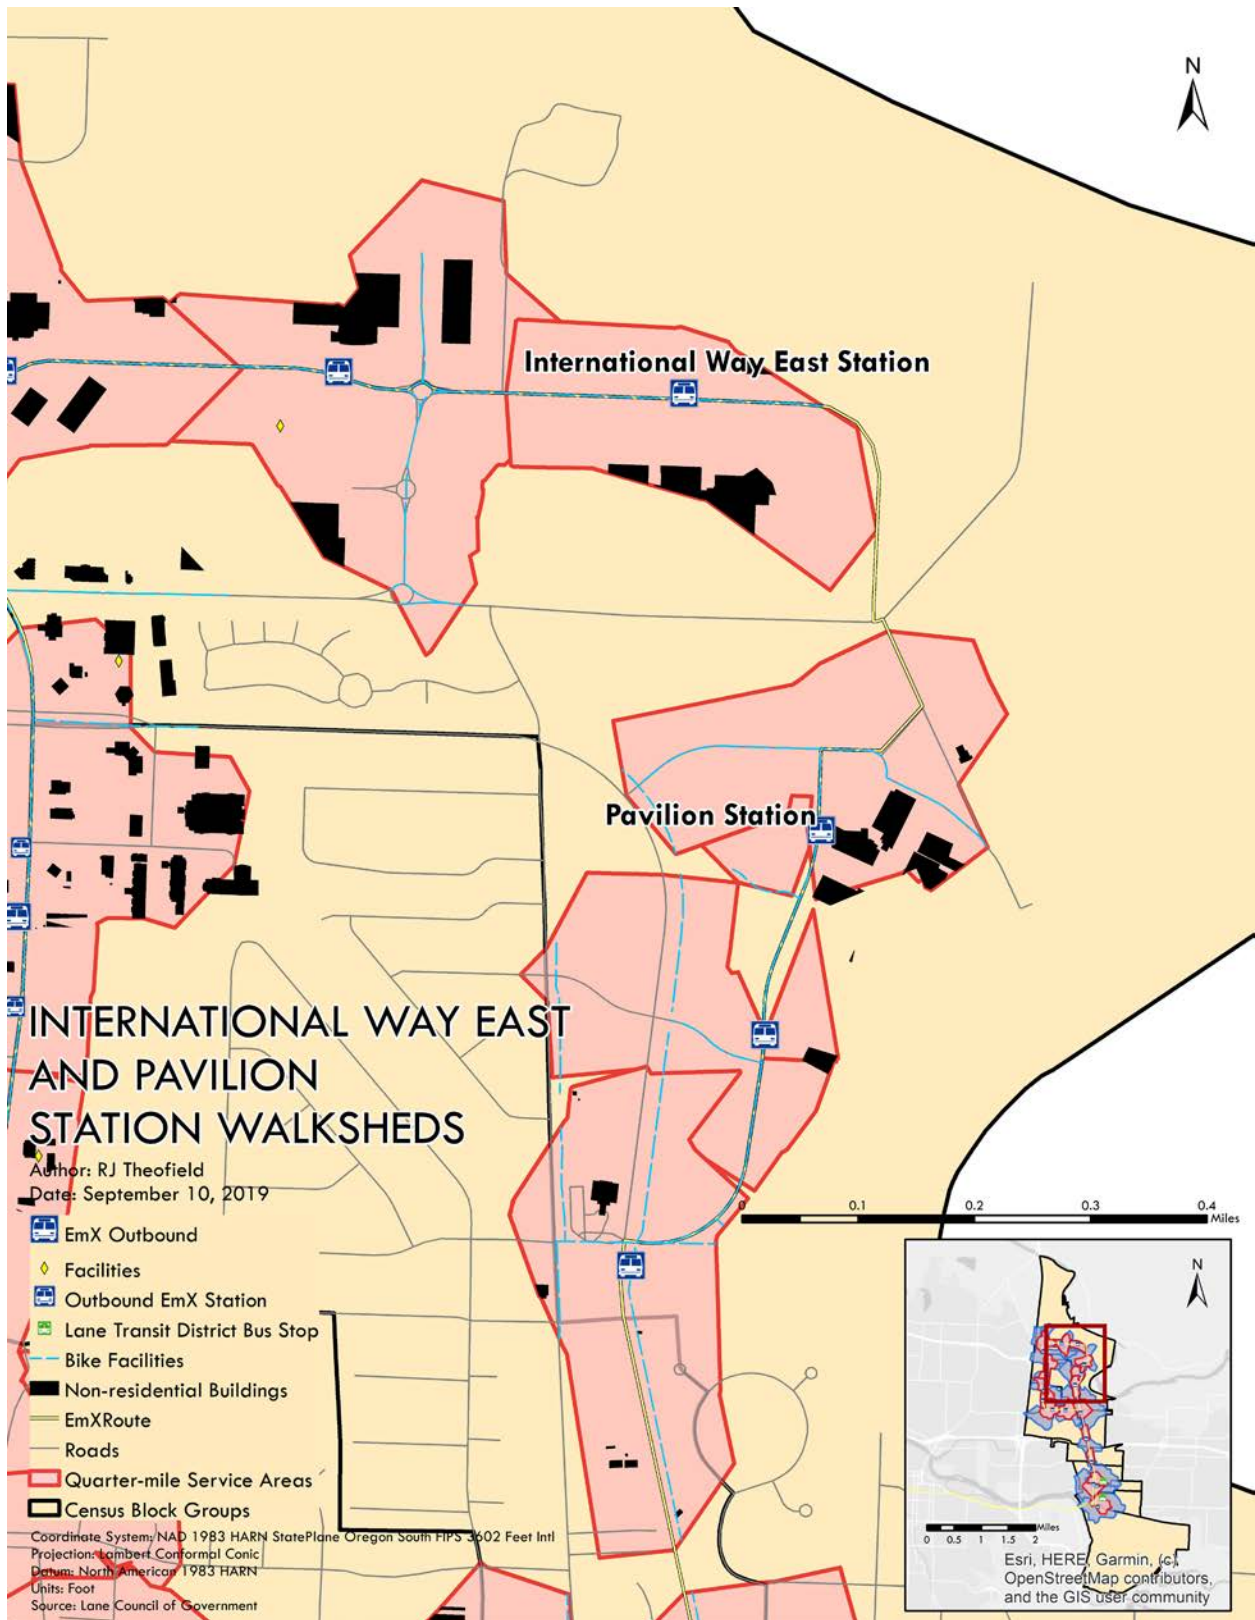 N
International Way East Station
Pavilion Station
INTERNATIONAL WAY EAST
AND PAVILION
STATION WALKSHEDS
Author: RJ Theofield
Date: September 10, 2019
0 0.1 0.2 0.3 0.4
Miles
EmX Outbound
Facilities
Outbound EmX Station
Lane Transit District Bus Stop
Bike Facilities
Non-residential Buildings
EmXRoute
Roads
Quarter-mile Service Areas
Census Block Groups
Coordinate System: NAD 1983 HARN StatePlane Oregon South FIPS 3602 Feet Intl
Projection: Lambert Conformal Conic
Datum: North American 1983 HARN
Units: Foot
Source: Lane Council of Government
N
Miles
0 0.5 1 1.5 2
Esri, HERE, Garmin, (c)
OpenStreetMap contributors,
and the GIS user community